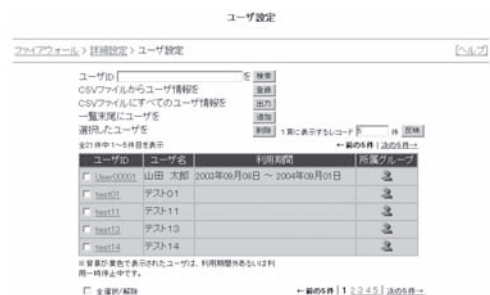 ユーザ設定
ファイアウォール > 詳細設定 > ユーザ設定 [ヘルプ]
ユーザID を 検索
CSVファイルからユーザ情報を 登録
CSVファイルにすべてのユーザ情報を 出力
一覧末尾にユーザを 追加
選択したユーザを 削除 1頁に表示するレコード 5 件 反映
全21件中 1~5件目を表示 ←前の5件 | 次の5件→
ユーザID ユーザ名 利用期間 所属グループ
User00001 山田 太郎 2003年09月08日 ~ 2004年09月01日
test01 テスト01
test11 テスト11
test13 テスト13
test14 テスト14
※背景が黄色で表示されたユーザは、利用期間外あるいは利
用一時停止中です。
全選択/解除 ←前の5件 | 1 2 3 4 5 | 次の5件→